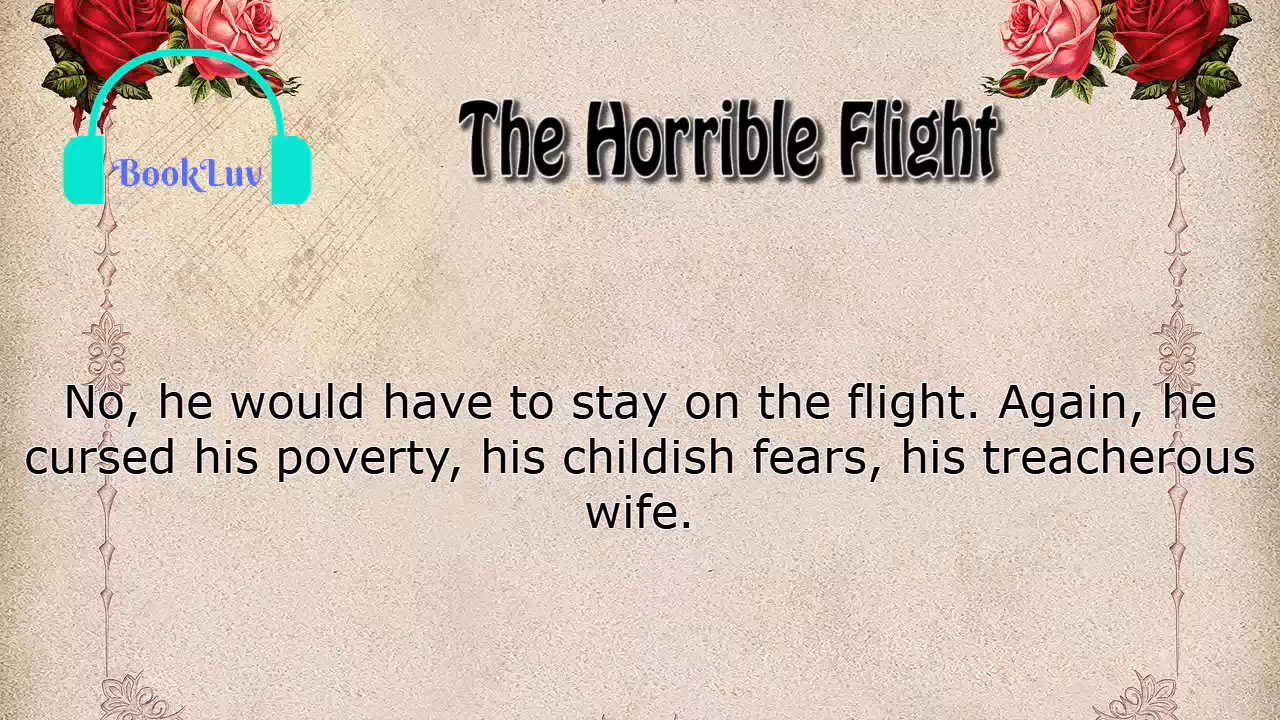 The Horrible Flight
BookLuv
No, he would have to stay on the flight. Again, he
cursed his poverty, his childish fears, his treacherous
wife.